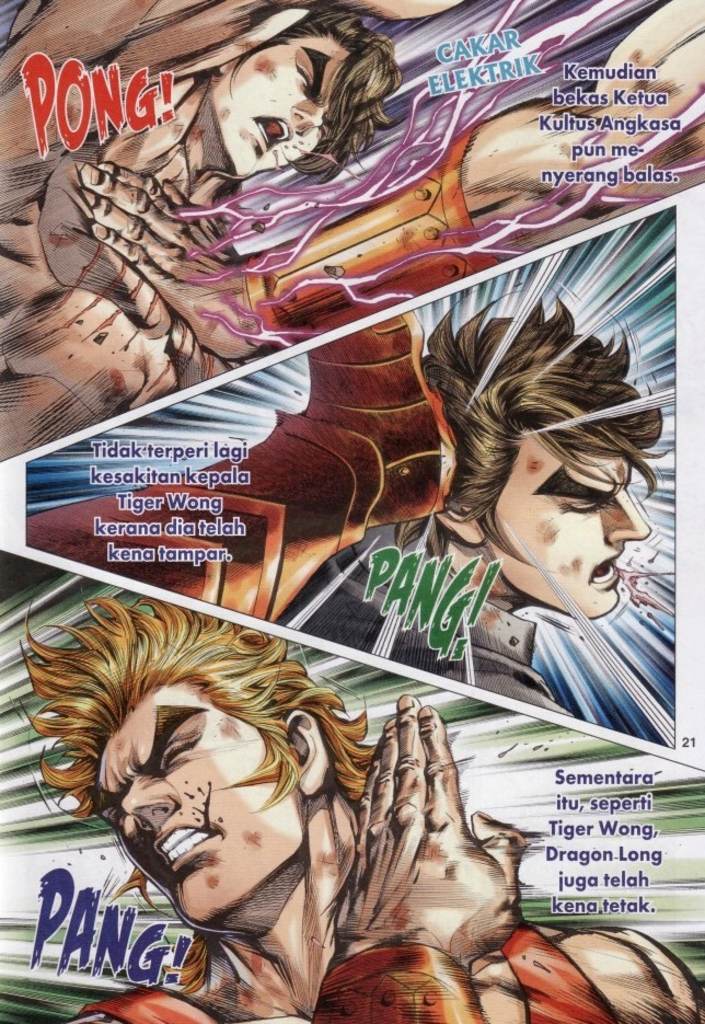 PONG!
CAKAR
ELEKTRIK
Kemudian
bekas Ketua
Kultus Angkasa
pun me-
nyerang balas.
Tidak terperi lagi
kesakitan kepala
Tiger Wong
kerana dia telah
kena tampar.
PANG!
21
Sementara
itu, seperti
Tiger Wong,
Dragon Long
juga telah
kena tetak.
PANG!